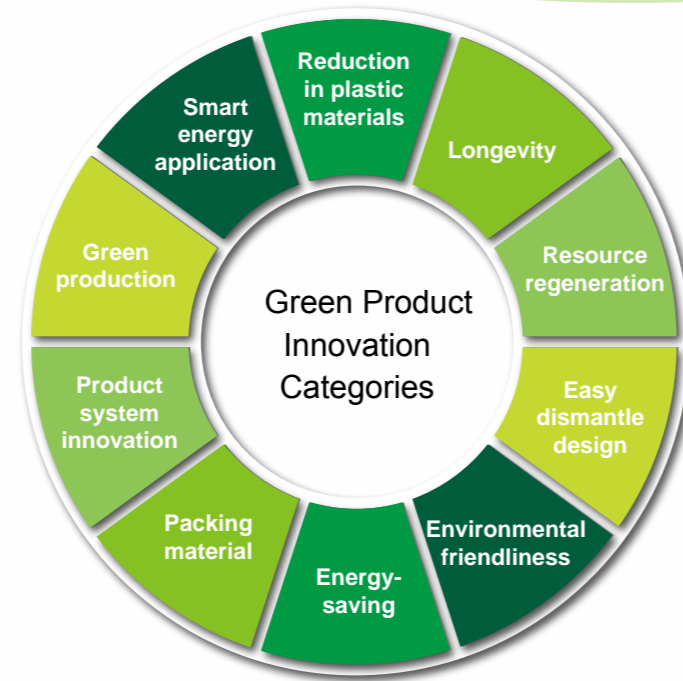 Reduction
in plastic
materials
Longevity
Resource
regeneration
Easy
dismantle
design
Environmental
friendliness
Energy-
saving
Packing
material
Product
system
innovation
Green
production
Smart
energy
application
Green Product
Innovation
Categories